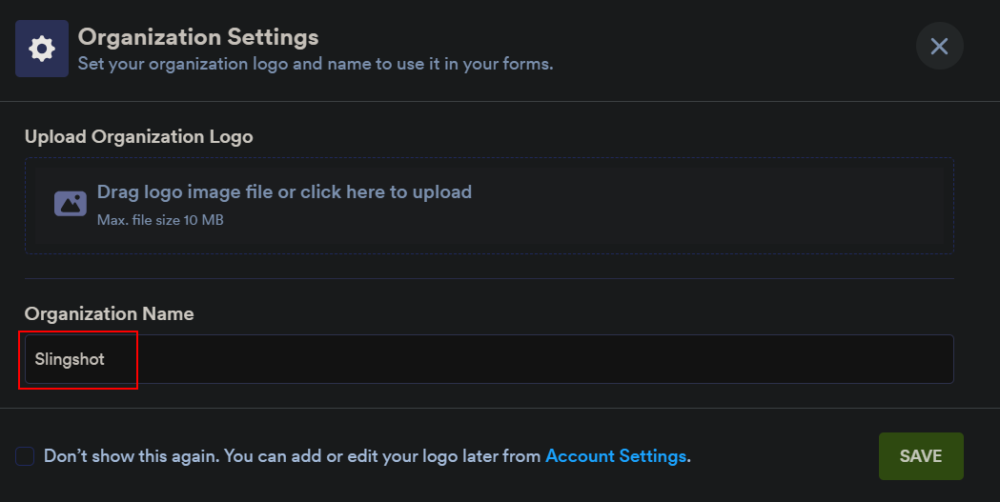 Organization Settings
Set your organization logo and name to use it in your forms.
Upload Organization Logo
Drag logo image file or click here to upload
Max. file size 10 MB
Organization Name
Slingshot
Don’t show this again. You can add or edit your logo later from Account Settings.
SAVE